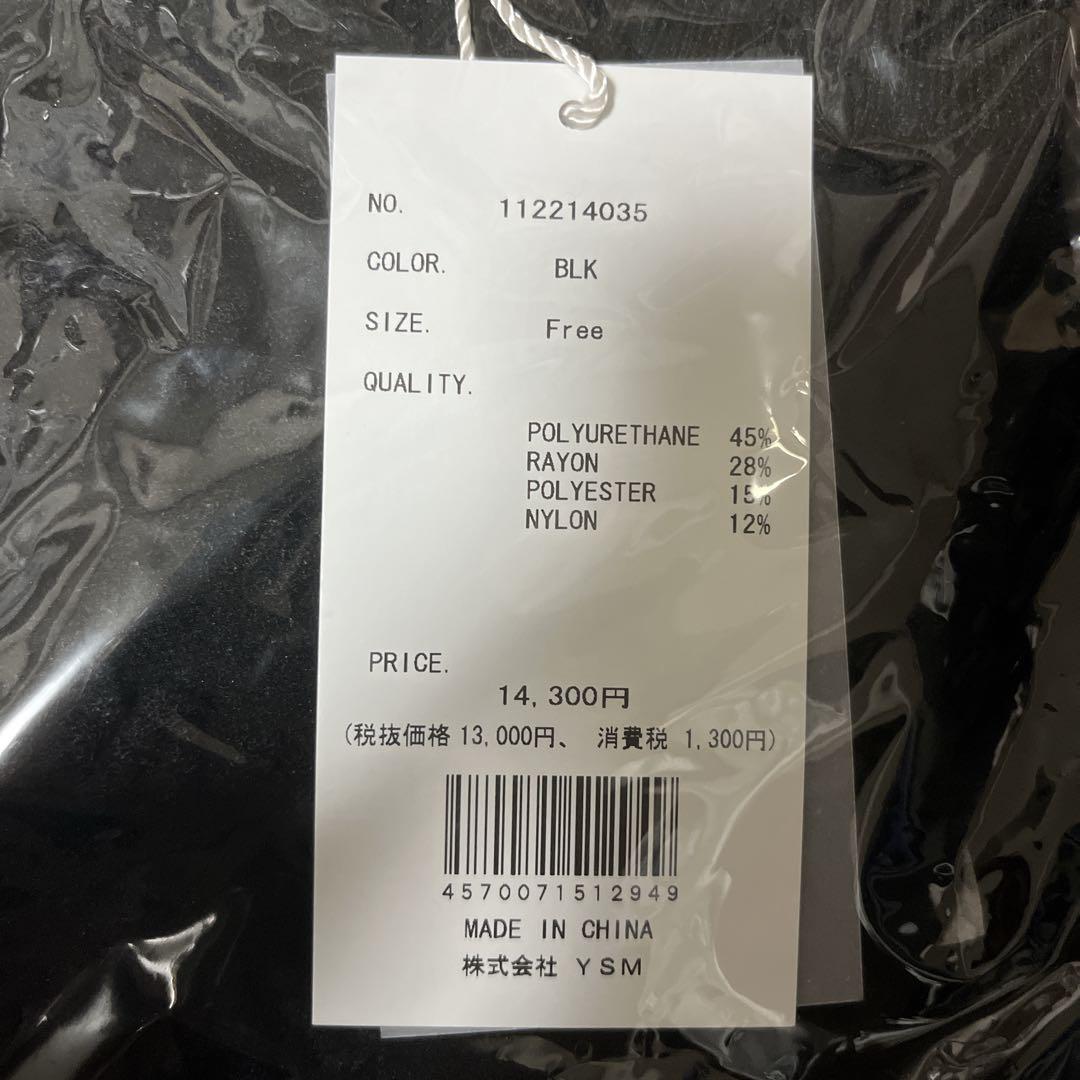 NO. 112214035
COLOR. BLK
SIZE. Free
QUALITY.
POLYURETHANE 45%
RAYON 28%
POLYESTER 15%
NYLON 12%
PRICE.
14,300円
(税抜価格 13,000円、 消費税 1,300円)
4570071512949
MADE IN CHINA
株式会社 YSM